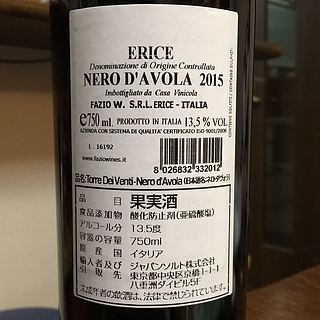 ERICE
Denominazione di Origine Controllata
NERO D'AVOLA 2015
Imbottigliato da Casa Vinicola
FAZIO W. S.R.L. ERICE - ITALIA
℮750 ml. PRODOTTO IN ITALIA 13,5% VOL
AZIENDA CON SISTEMA DI QUALITA' CERTIFICATO ISO 9001/2008
L. 16192
www.faziowines.it
8 026832 332012
品名/Torre Dei Venti-Nero d'Avola
品目 果実酒
食品添加物 酸化防止剤(亜硫酸塩)
アルコール分 13.5度
容器の容量 750ml
原産国 イタリア
輸入者及び ジャパンソルト株式会社
引取先 東京都中央区京橋1-1-1
八重洲ダイビル5F
未成年者の飲酒は、法律で禁じられています。